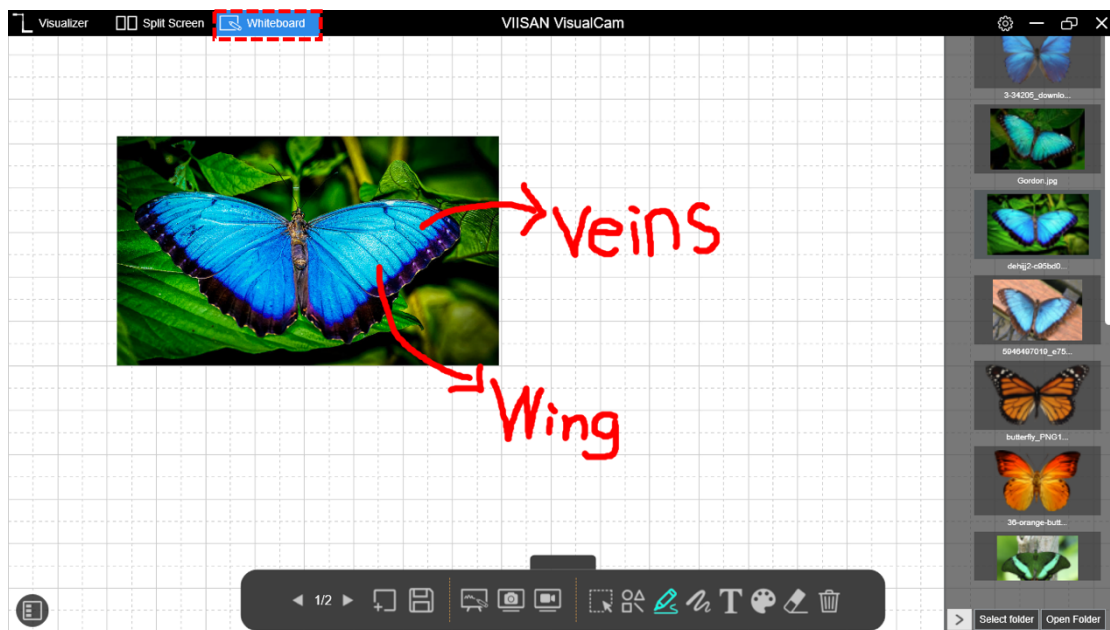 Visualizer
Split Screen
Whiteboard
VIISAN VisualCam
3-34205_downlo...
Gordon.jpg
dehijj2-c95bd0...
5946497019_e75...
butterfly_PNG1...
36-orange-butt...
Veins
Wing
1/2
Select folder
Open Folder